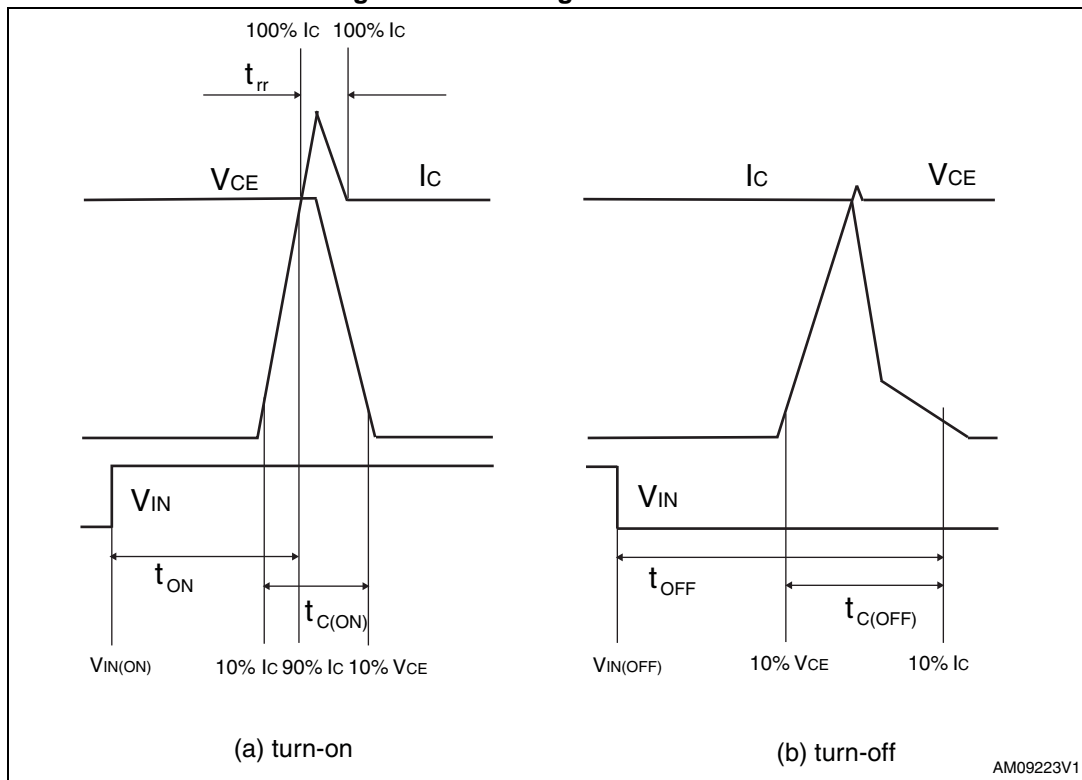 100% IC 100% IC
trr
VCE
IC
IC
VCE
VIN
VIN
tON
tOFF
tC(ON)
tC(OFF)
VIN(ON)
10% IC 90% IC 10% VCE
VIN(OFF)
10% VCE
10% IC
(a) turn-on
(b) turn-off
AM09223V1